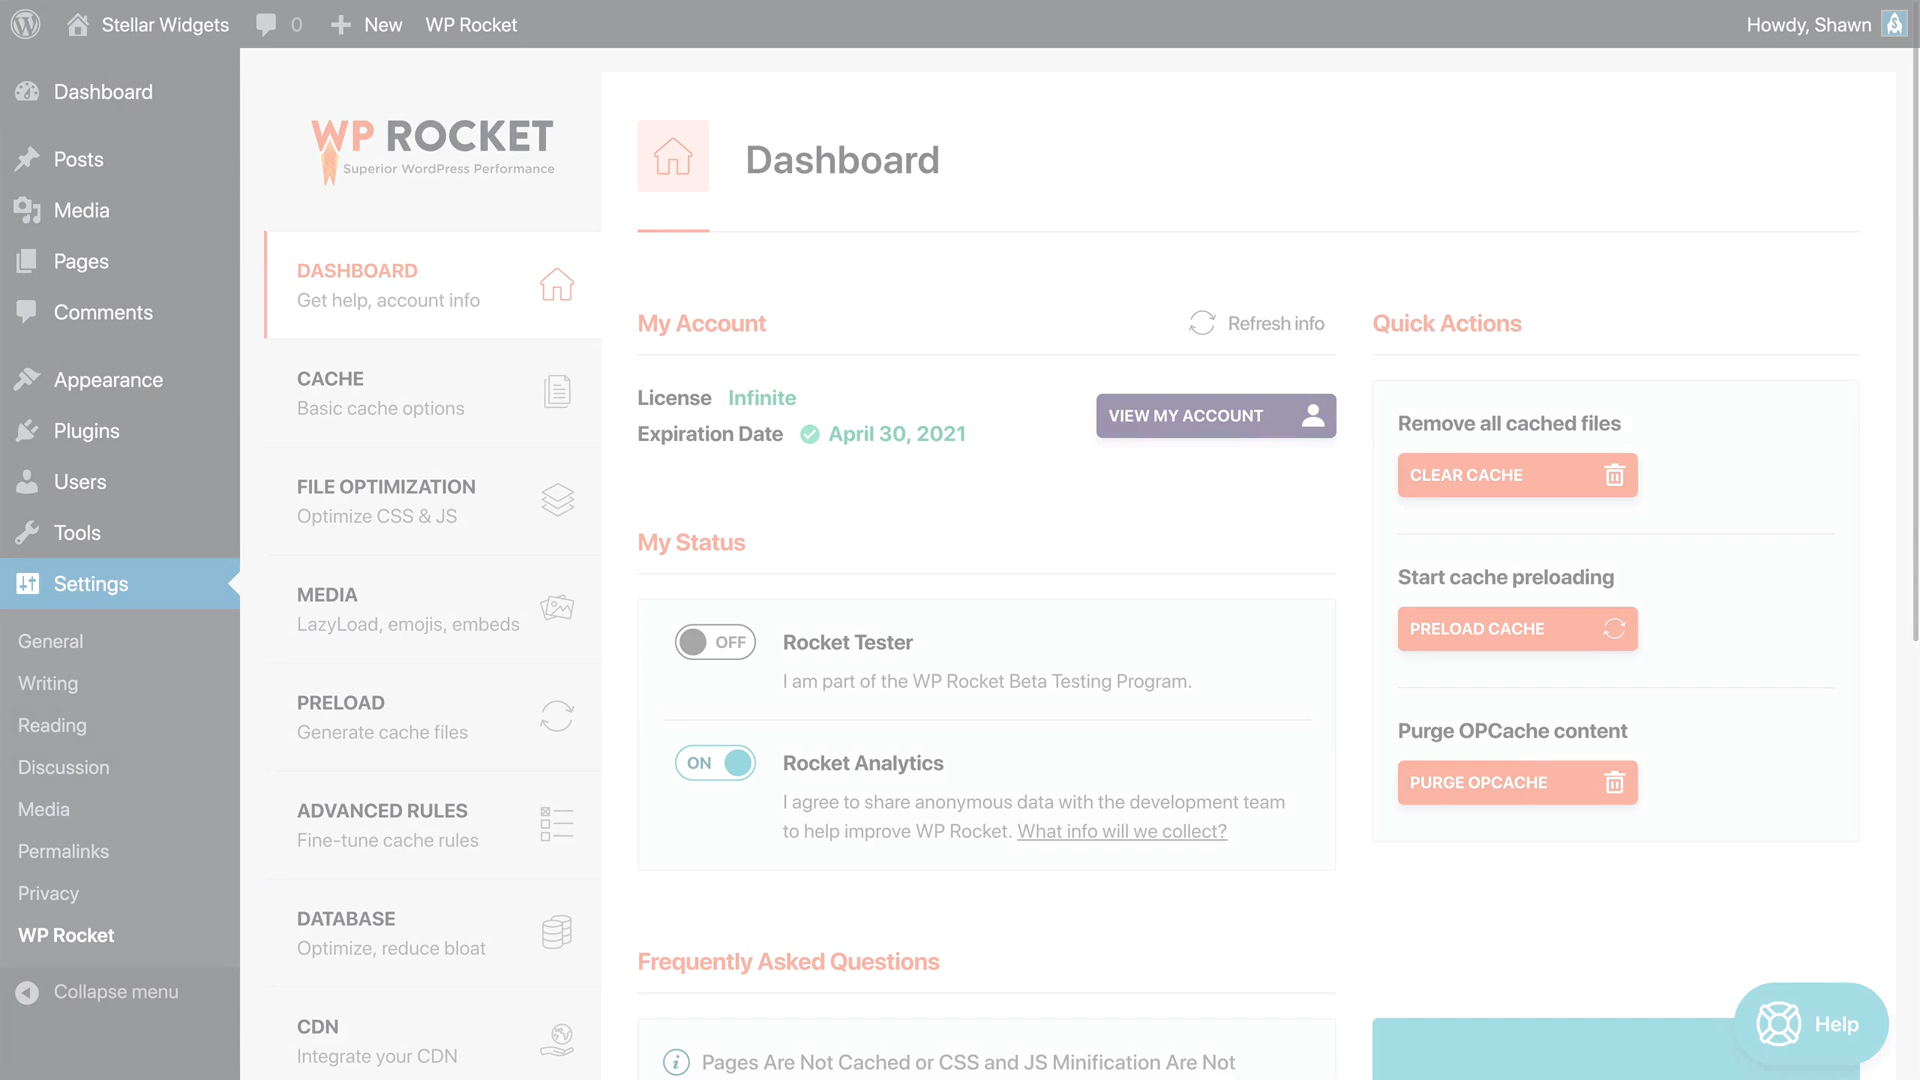 Stellar Widgets
0
New
WP Rocket
Howdy, Shawn
Dashboard
Posts
Media
Pages
Comments
Appearance
Plugins
Users
Tools
Settings
General
Writing
Reading
Discussion
Media
Permalinks
Privacy
WP Rocket
Collapse menu
WP ROCKET
Superior WordPress Performance
DASHBOARD
Get help, account info
CACHE
Basic cache options
FILE OPTIMIZATION
Optimize CSS & JS
MEDIA
LazyLoad, emojis, embeds
PRELOAD
Generate cache files
ADVANCED RULES
Fine-tune cache rules
DATABASE
Optimize, reduce bloat
CDN
Integrate your CDN
Dashboard
My Account
Refresh info
License Infinite
Expiration Date April 30, 2021
VIEW MY ACCOUNT
My Status
OFF
Rocket Tester
I am part of the WP Rocket Beta Testing Program.
ON
Rocket Analytics
I agree to share anonymous data with the development team
to help improve WP Rocket. What info will we collect?
Frequently Asked Questions
Pages Are Not Cached or CSS and JS Minification Are Not
Quick Actions
Remove all cached files
CLEAR CACHE
Start cache preloading
PRELOAD CACHE
Purge OPCache content
PURGE OPCACHE
Help